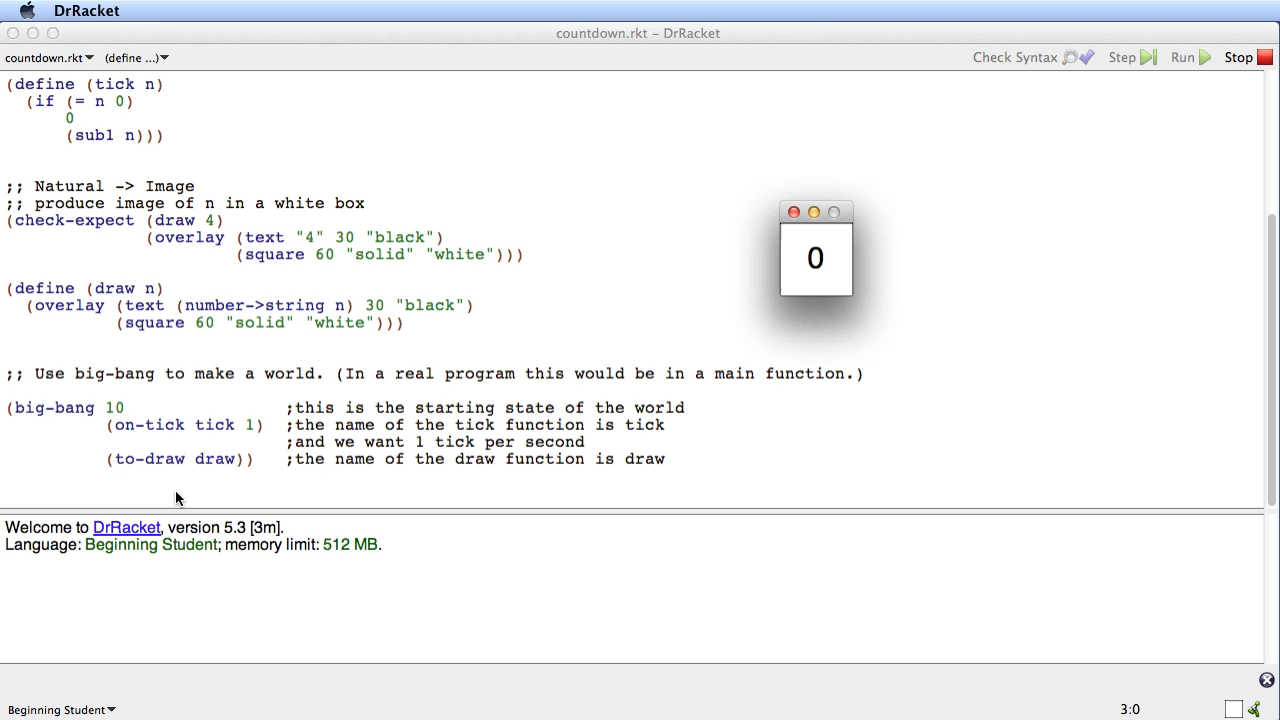 DrRacket
countdown.rkt – DrRacket
countdown.rkt (define ...) Check Syntax Step Run Stop
(define (tick n)
(if (= n 0)
0
(sub1 n)))
;; Natural -> Image
;; produce image of n in a white box
(check-expect (draw 4)
(overlay (text "4" 30 "black")
(square 60 "solid" "white")))
(define (draw n)
(overlay (text (number->string n) 30 "black")
(square 60 "solid" "white")))
0
;; Use big-bang to make a world. (In a real program this would be in a main function.)
(big-bang 10 ;this is the starting state of the world
(on-tick tick 1) ;the name of the tick function is tick
;and we want 1 tick per second
(to-draw draw)) ;the name of the draw function is draw
Welcome to DrRacket, version 5.3 [3m].
Language: Beginning Student; memory limit: 512 MB.
Beginning Student 3:0